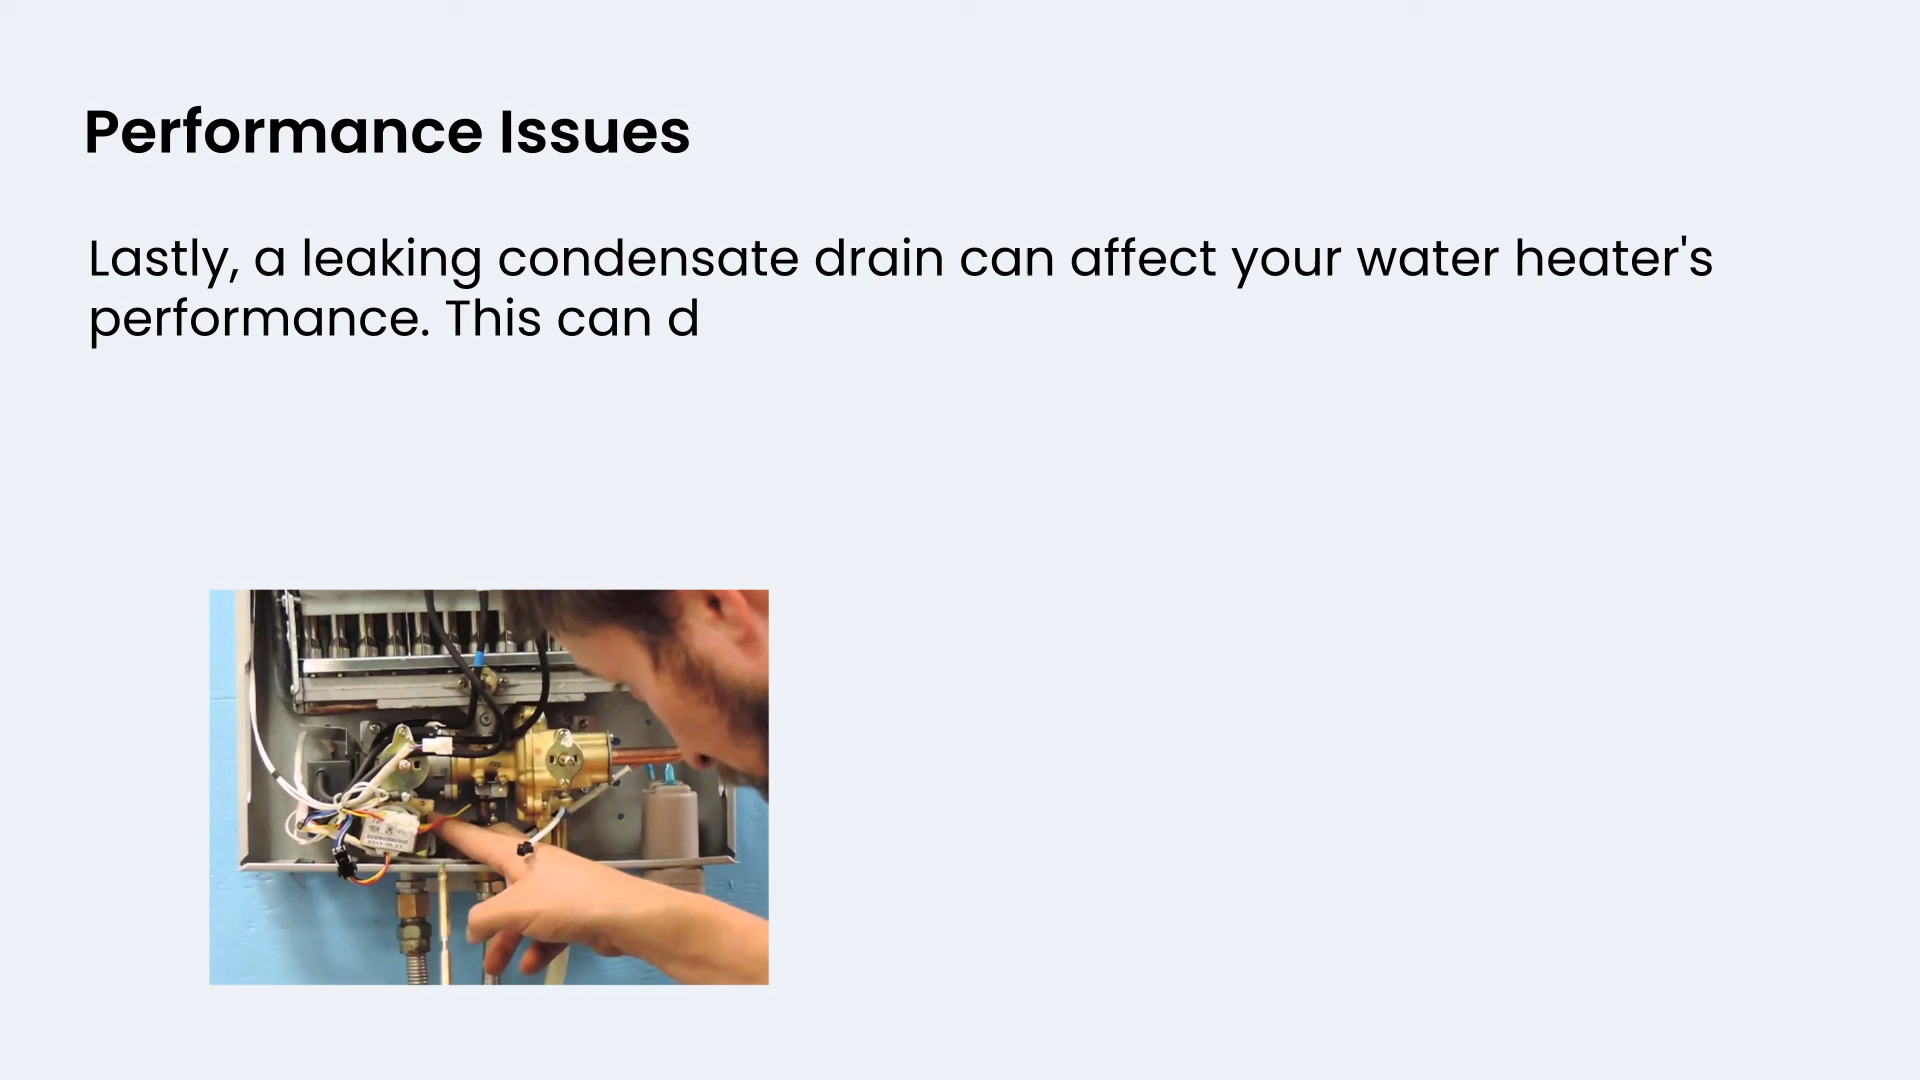 Performance Issues
Lastly, a leaking condensate drain can affect your water heater's
performance. This can d